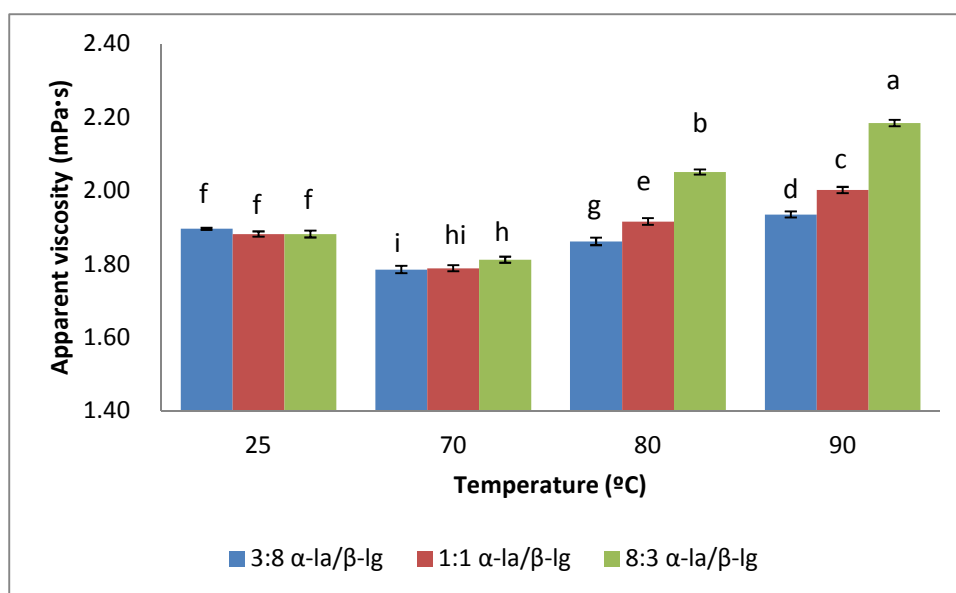 2.40
2.20
2.00
1.80
1.60
1.40
Apparent viscosity (mPa·s)
f f f
i hi h
g e b
d c a
25 70 80 90
Temperature (ºC)
3:8 α-la/β-lg 1:1 α-la/β-lg 8:3 α-la/β-lg